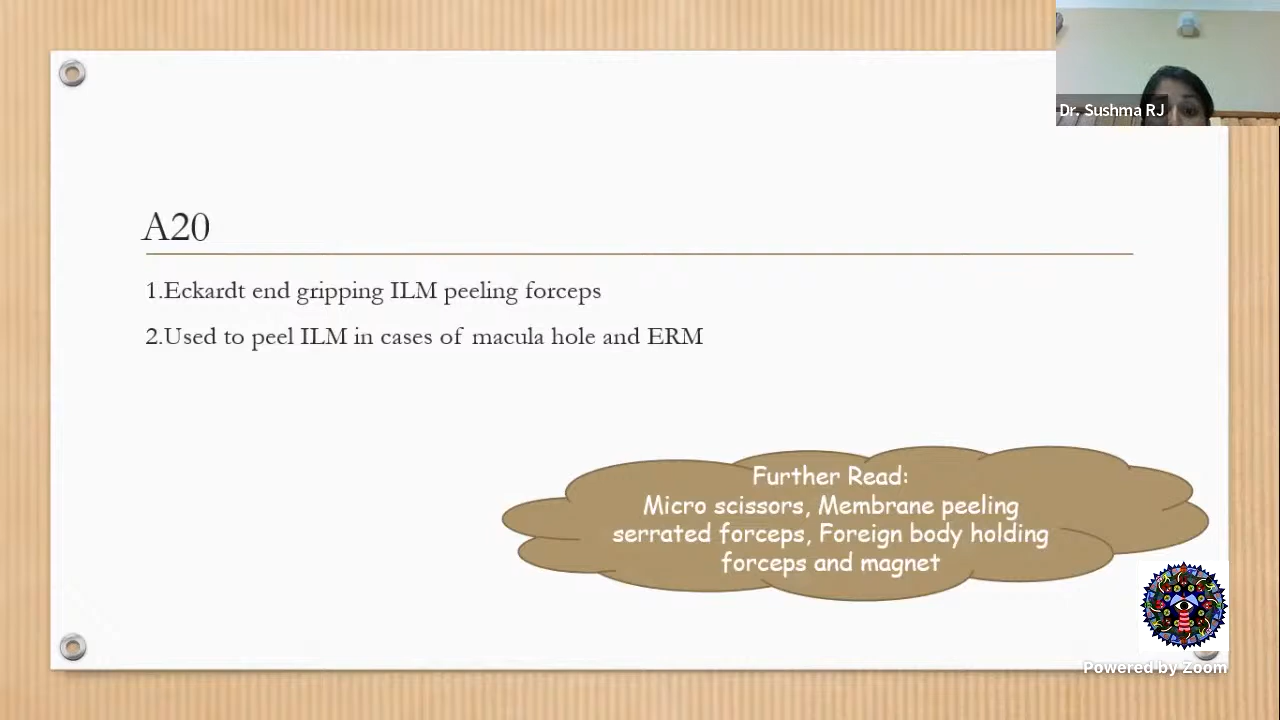 Dr. Sushma RJ
A20
1.Eckardt end gripping ILM peeling forceps
2.Used to peel ILM in cases of macula hole and ERM
Further Read:
Micro scissors, Membrane peeling
serrated forceps, Foreign body holding
forceps and magnet
Powered by Zoom